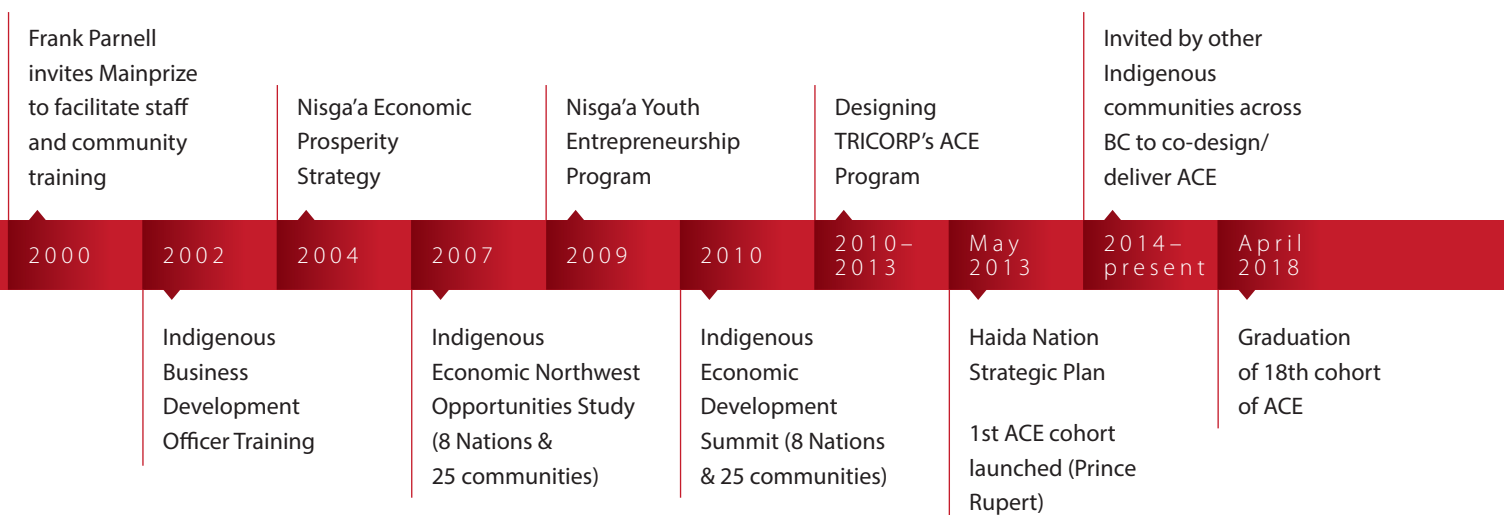 Frank Parnell
invites Mainprize
to facilitate staff
and community
training
Nisga’a Economic
Prosperity
Strategy
Nisga’a Youth
Entrepreneurship
Program
Designing
TRICORP’s ACE
Program
Invited by other
Indigenous
communities across
BC to co-design/
deliver ACE
2000
2002
2004
2007
2009
2010
2010–
2013
May
2013
2014–
present
April
2018
Indigenous
Business
Development
Officer Training
Indigenous
Economic Northwest
Opportunities Study
(8 Nations &
25 communities)
Indigenous
Economic
Development
Summit (8 Nations
& 25 communities)
Haida Nation
Strategic Plan
1st ACE cohort
launched (Prince
Rupert)
Graduation
of 18th cohort
of ACE